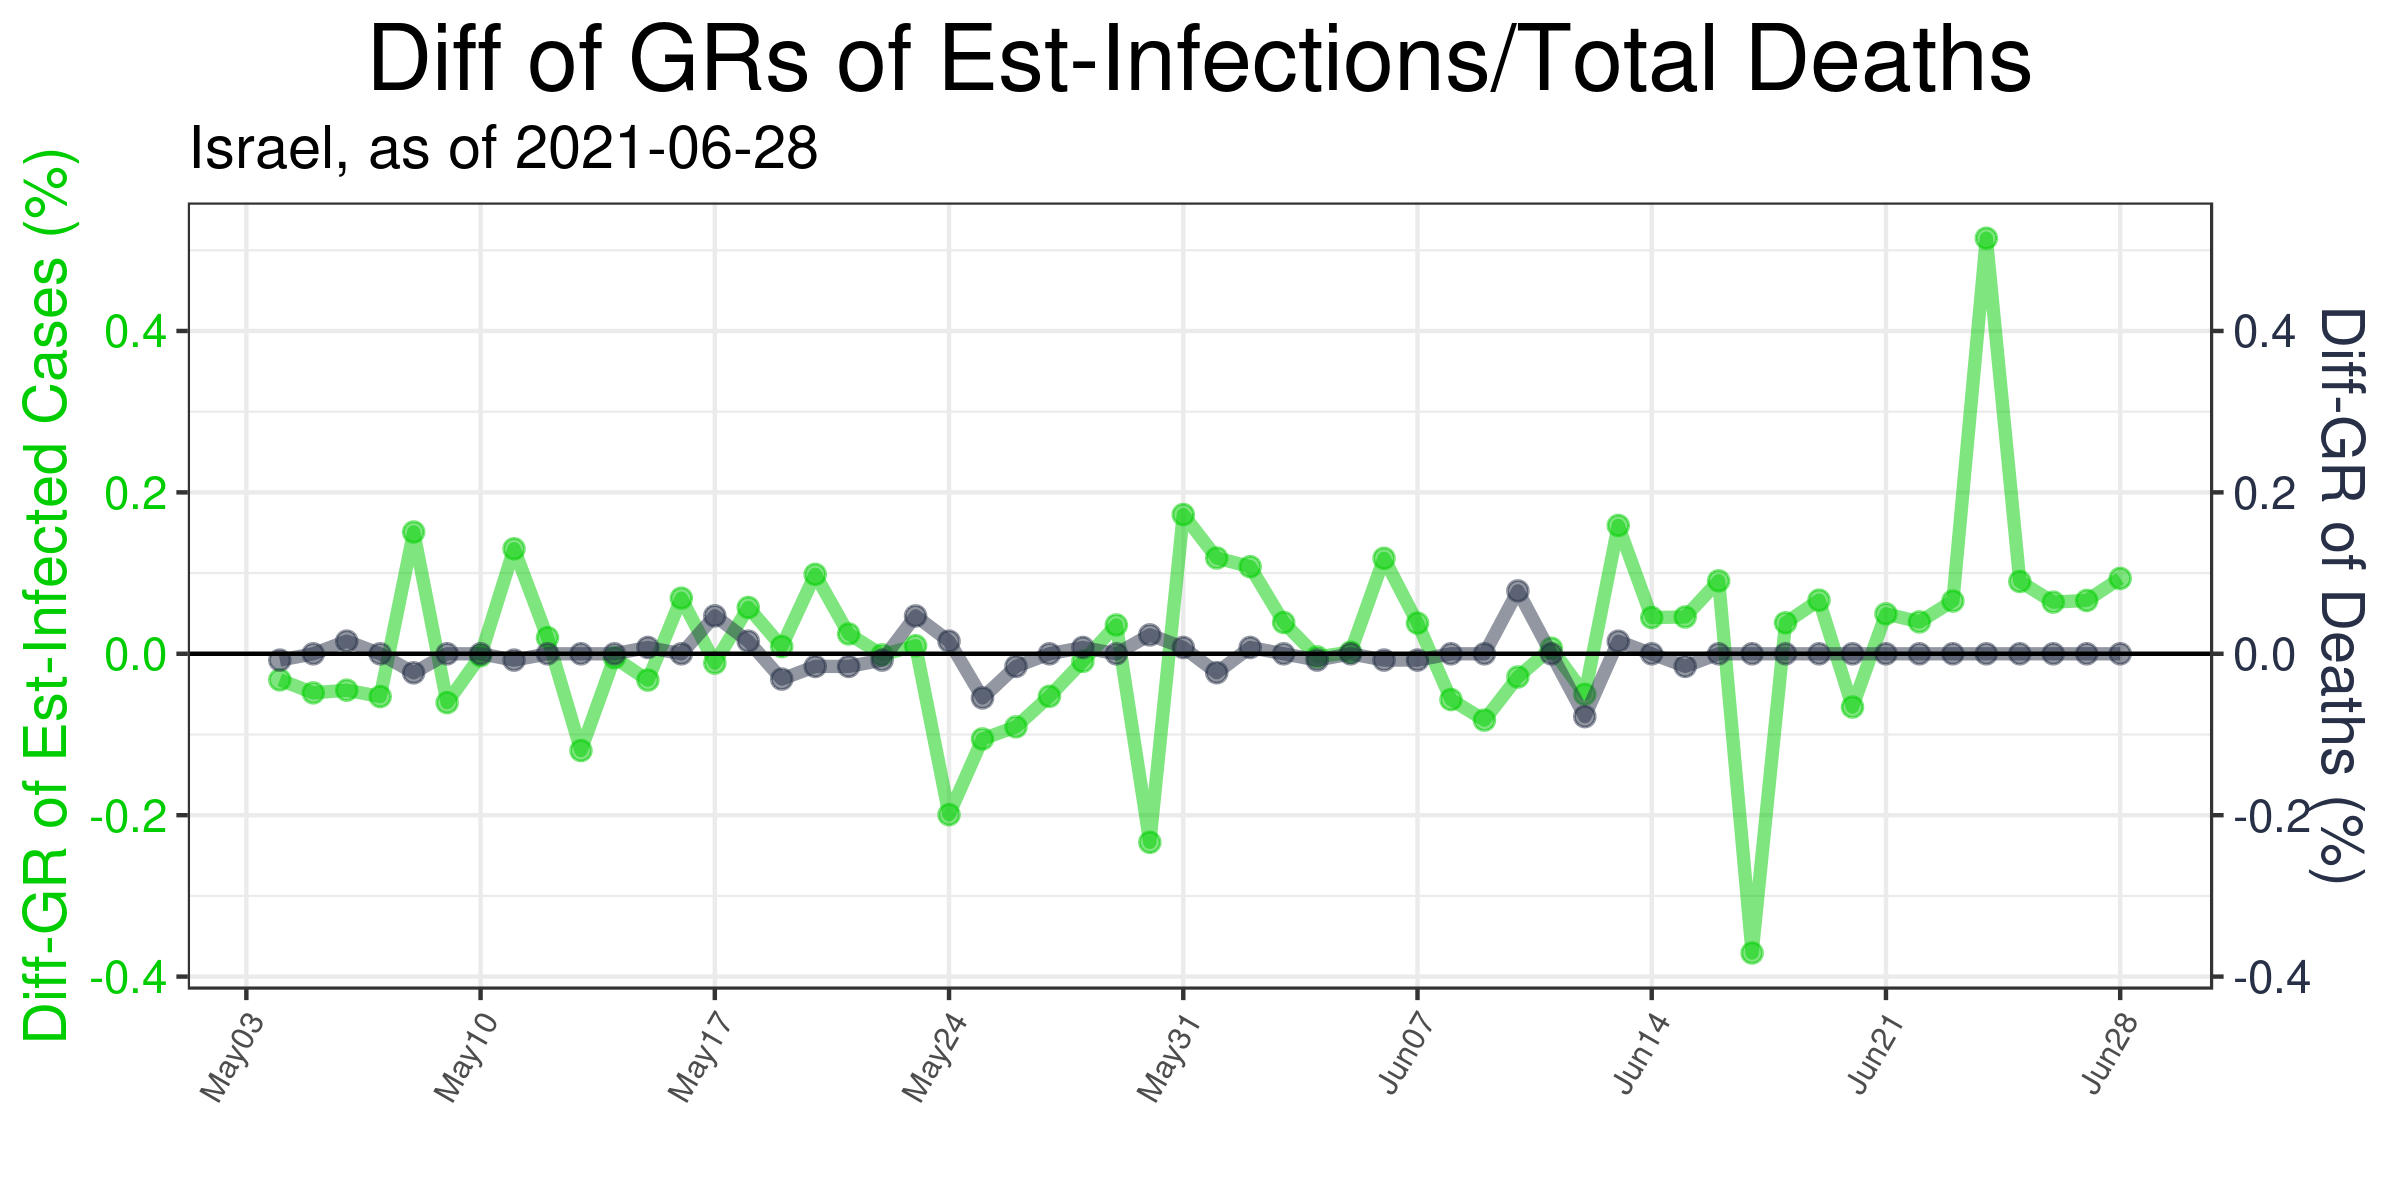 Diff of GRs of Est-Infections/Total Deaths
Israel, as of 2021-06-28
Diff-GR of Est-Infected Cases (%)
0.4
0.2
0.0
-0.2
-0.4
0.4
0.2
0.0
-0.2
-0.4
Diff-GR of Deaths (%)
May03
May10
May17
May24
May31
Jun07
Jun14
Jun21
Jun28